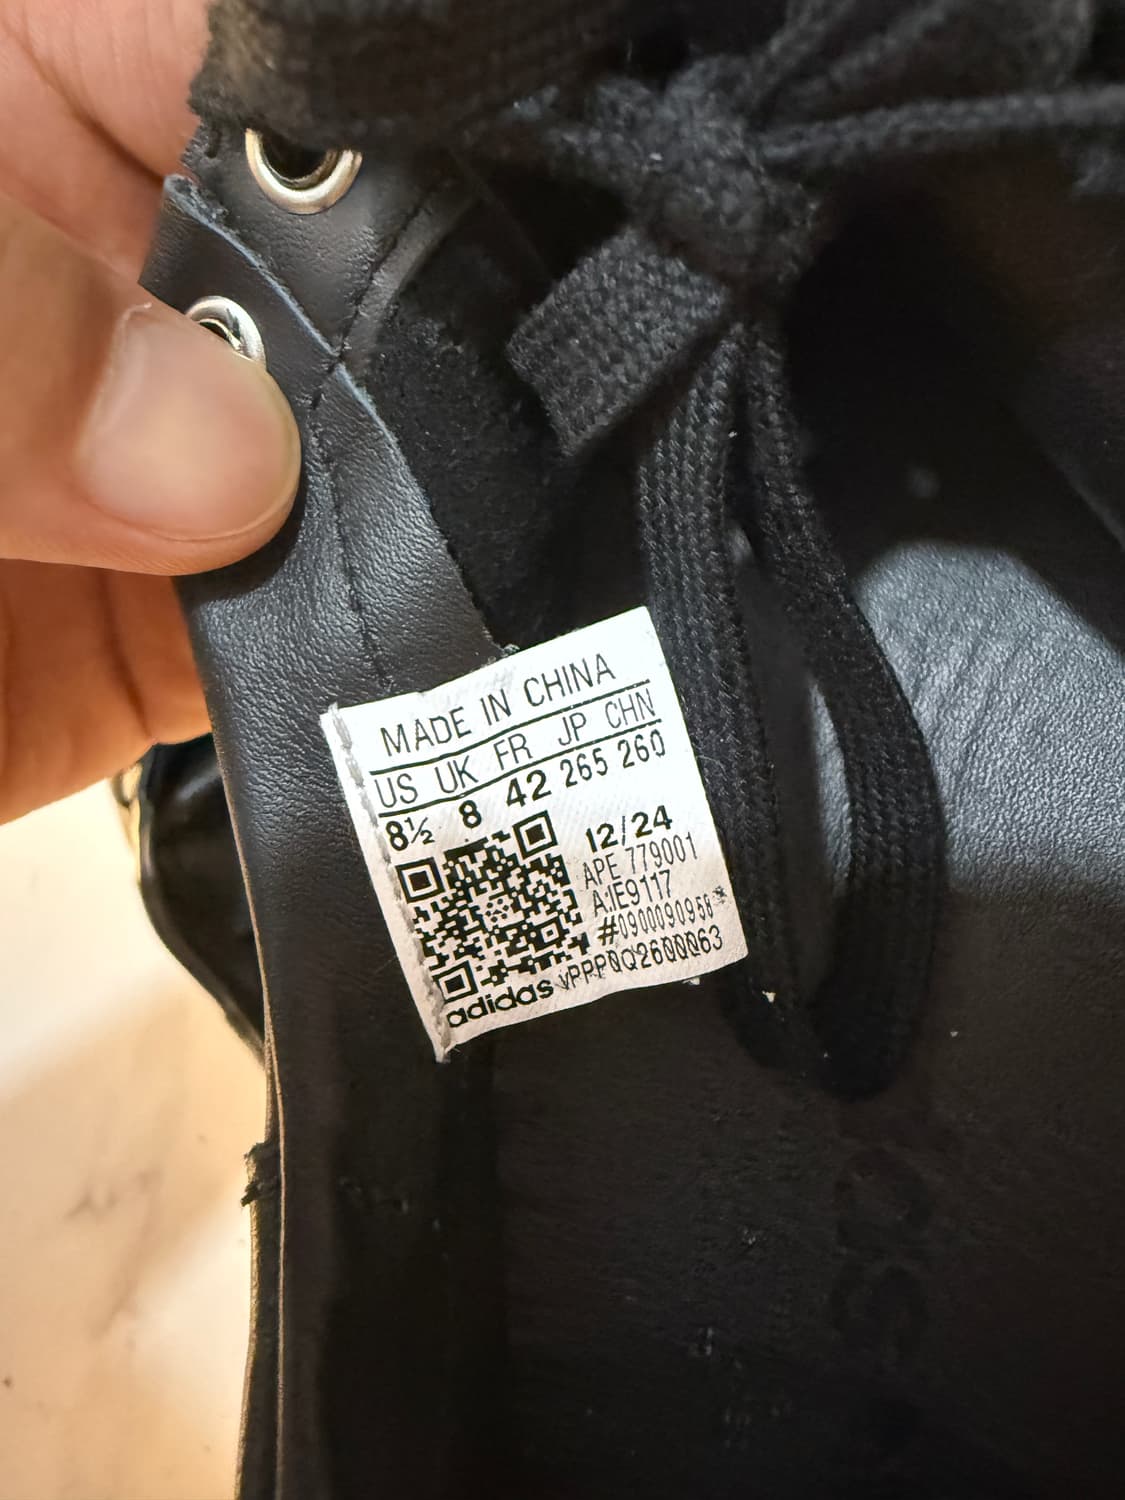 MADE IN CHINA
US UK FR JP CHN
8½ 8 42 265 260
12/24
APE 779001
A:IE9117
#0900090958*
adidas